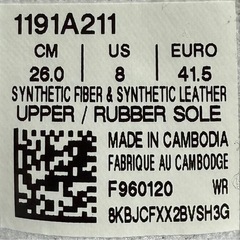 1191A211
CM US EURO
26.0 8 41.5
SYNTHETIC FIBER & SYNTHETIC LEATHER
UPPER / RUBBER SOLE
MADE IN CAMBODIA
FABRIQUE AU CAMBODGE
F960120 WR
8KBJCFXX2BVSH3G